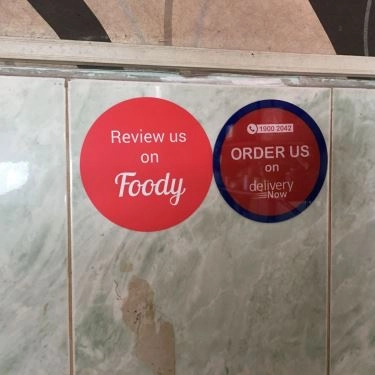 Review us
on
Foody
1900 2042
ORDER US
on
delivery
Now